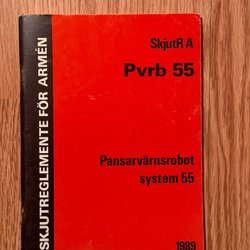 SKJUTREGLEMENTE FÖR ARMÉN
SkjutR A
Pvrb 55
Pansarvärnsrobot
system 55
1989